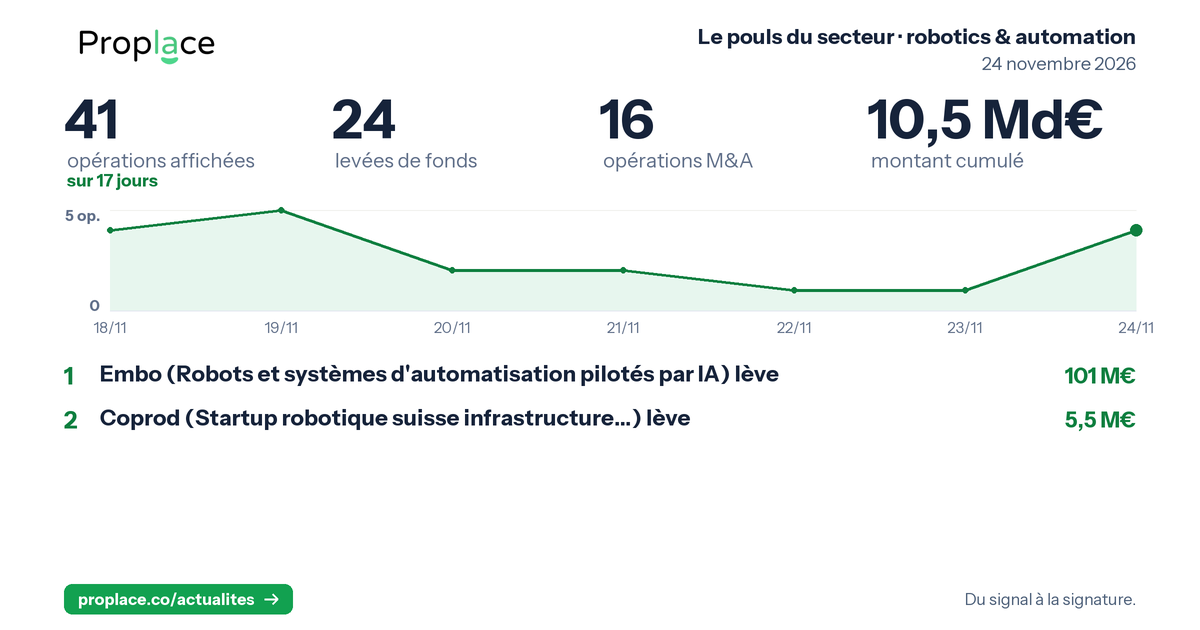 Proplace
Le pouls du secteur · robotics & automation
24 novembre 2026
41
opérations affichées
sur 17 jours
24
levées de fonds
16
opérations M&A
10,5 Md€
montant cumulé
5 op.
0
18/11 19/11 20/11 21/11 22/11 23/11 24/11
1 Embo (Robots et systèmes d'automatisation pilotés par IA) lève 101 M€
2 Coprod (Startup robotique suisse infrastructure...) lève 5,5 M€
proplace.co/actualites →
Du signal à la signature.